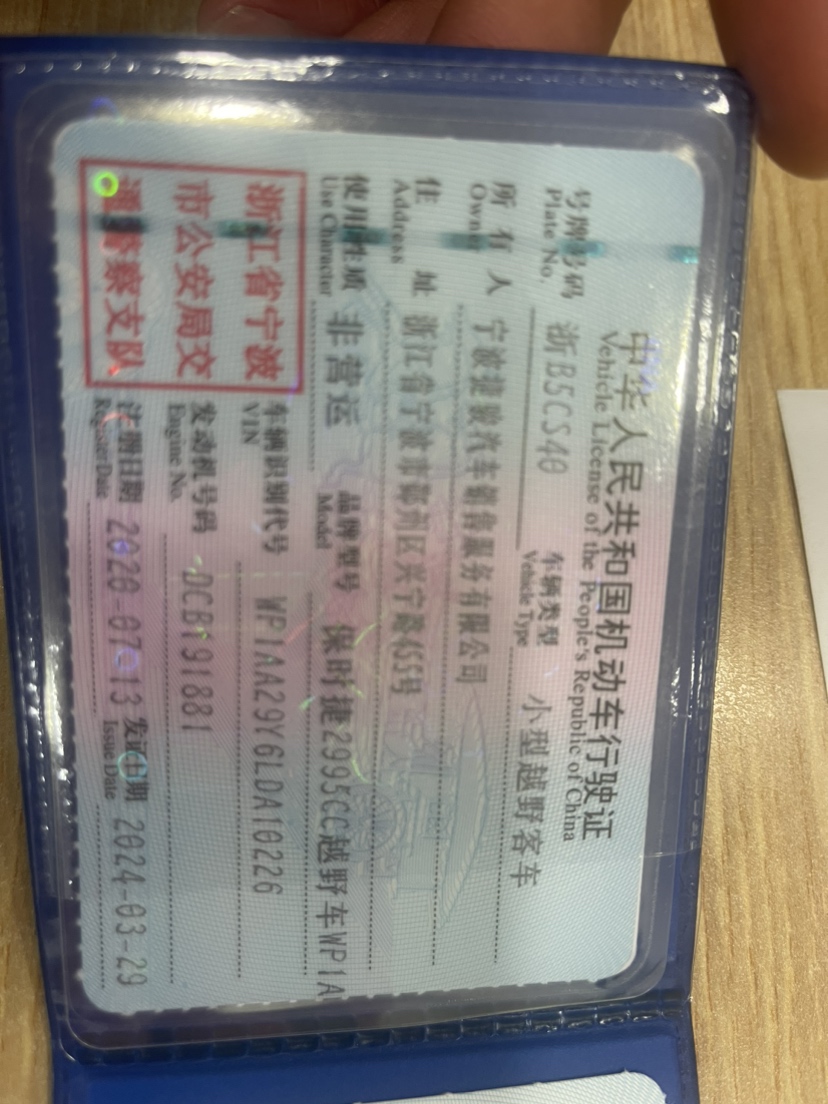 中华人民共和国机动车行驶证
Vehicle License of the People's Republic of China
号牌号码 浙B5CS40 车辆类型 小型越野客车
Plate No. Vehicle Type
所有人 宁波捷骏汽车销售服务有限公司
Owner
住址 浙江省宁波市鄞州区兴宁路455号
Address
使用性质 非营运 品牌型号 保时捷2995CC越野车WP1A
Use Character Model
浙江省宁波
市公安局交
通警察支队
车辆识别代号 WP1AA29Y6LDA10226
VIN
发动机号码 DCB191881
Engine No.
注册日期 2020-07-13 发证日期 2024-03-29
Register Date Issue Date